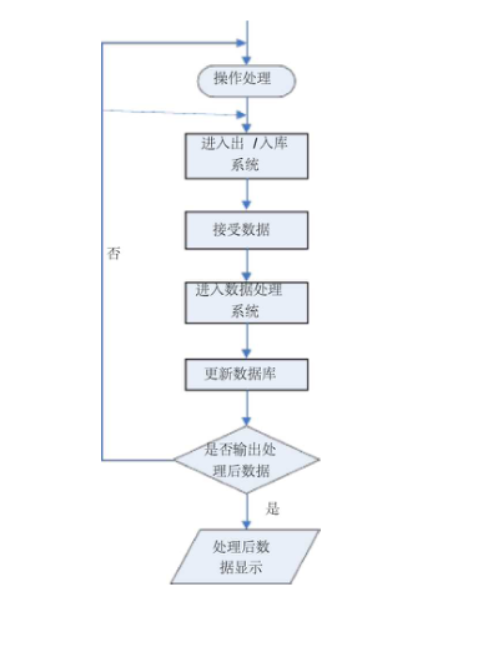 操作处理
进入出 /入库
系统
接受数据
否
进入数据处理
系统
更新数据库
是否输出处
理后数据
是
处理后数
据显示